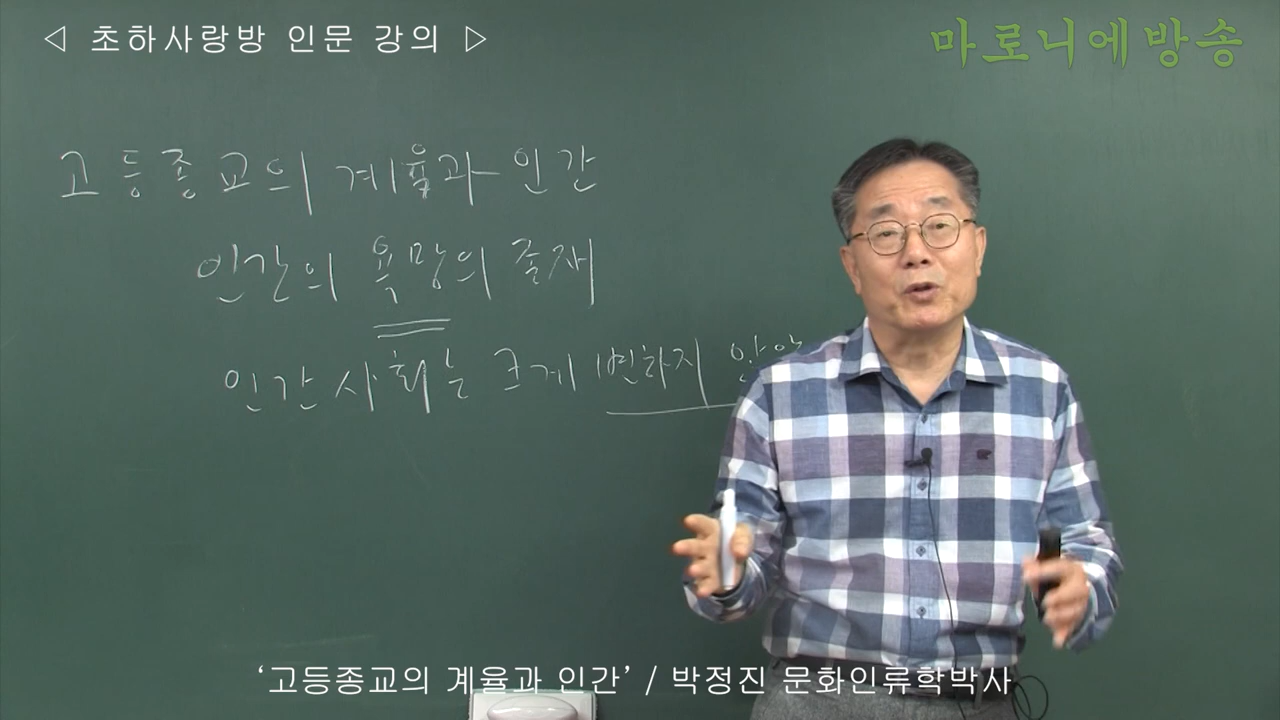 ◁ 초하사랑방 인문 강의 ▷
마로니에방송
고등종교의 계율과 인간
인간의 욕망의 존재
인간사회는 크게 변하지 않
'고등종교의 계율과 인간' / 박정진 문화인류학박사